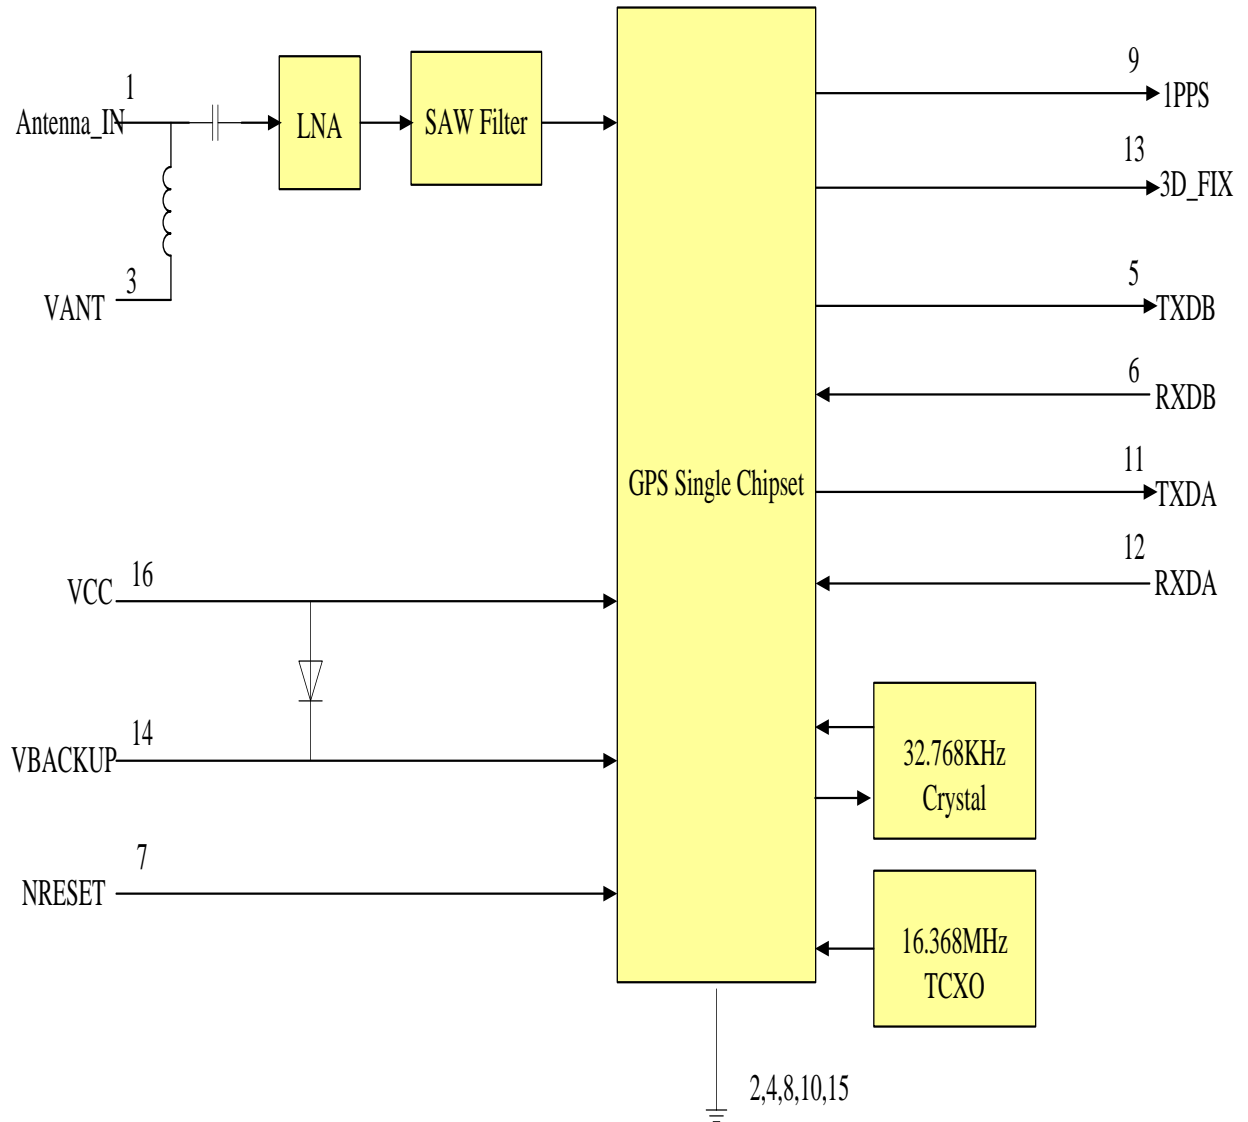 1
Antenna_IN
LNA
SAW Filter
3
VANT
16
VCC
14
VBACKUP
7
NRESET
GPS Single Chipset
9
1PPS
13
3D_FIX
5
TXDB
6
RXDB
11
TXDA
12
RXDA
32.768KHz
Crystal
16.368MHz
TCXO
2,4,8,10,15